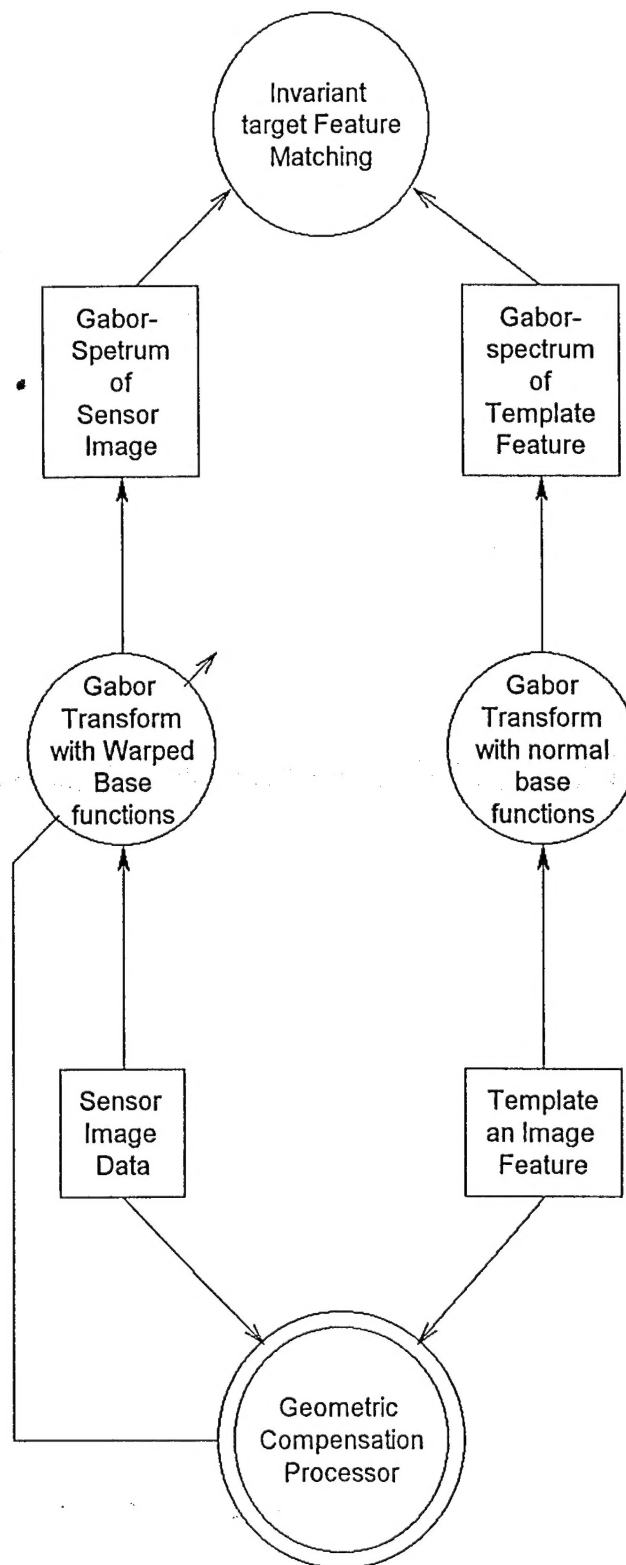 Invariant
target Feature
Matching
Gabor-
Spetrum
of
Sensor
Image
Gabor-
spectrum
of
Template
Feature
Gabor
Transform
with Warped
Base
functions
Gabor
Transform
with normal
base
functions
Sensor
Image
Data
Template
an Image
Feature
Geometric
Compensation
Processor